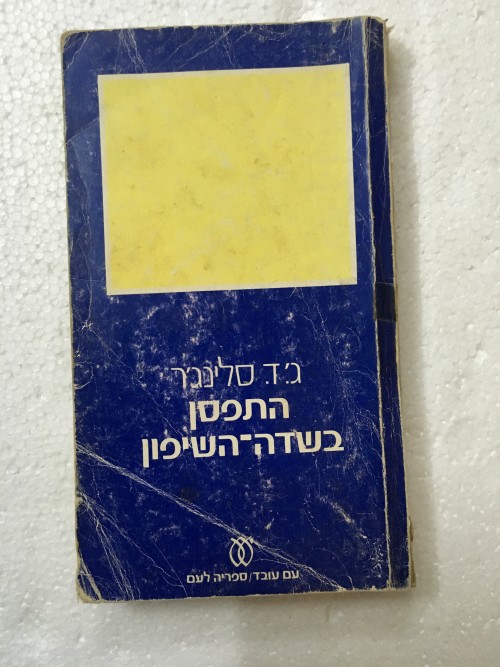 ג׳. ד. סלינג׳ר
התפסן
בשדה־השיפון
עם עובד/ספריה לעם